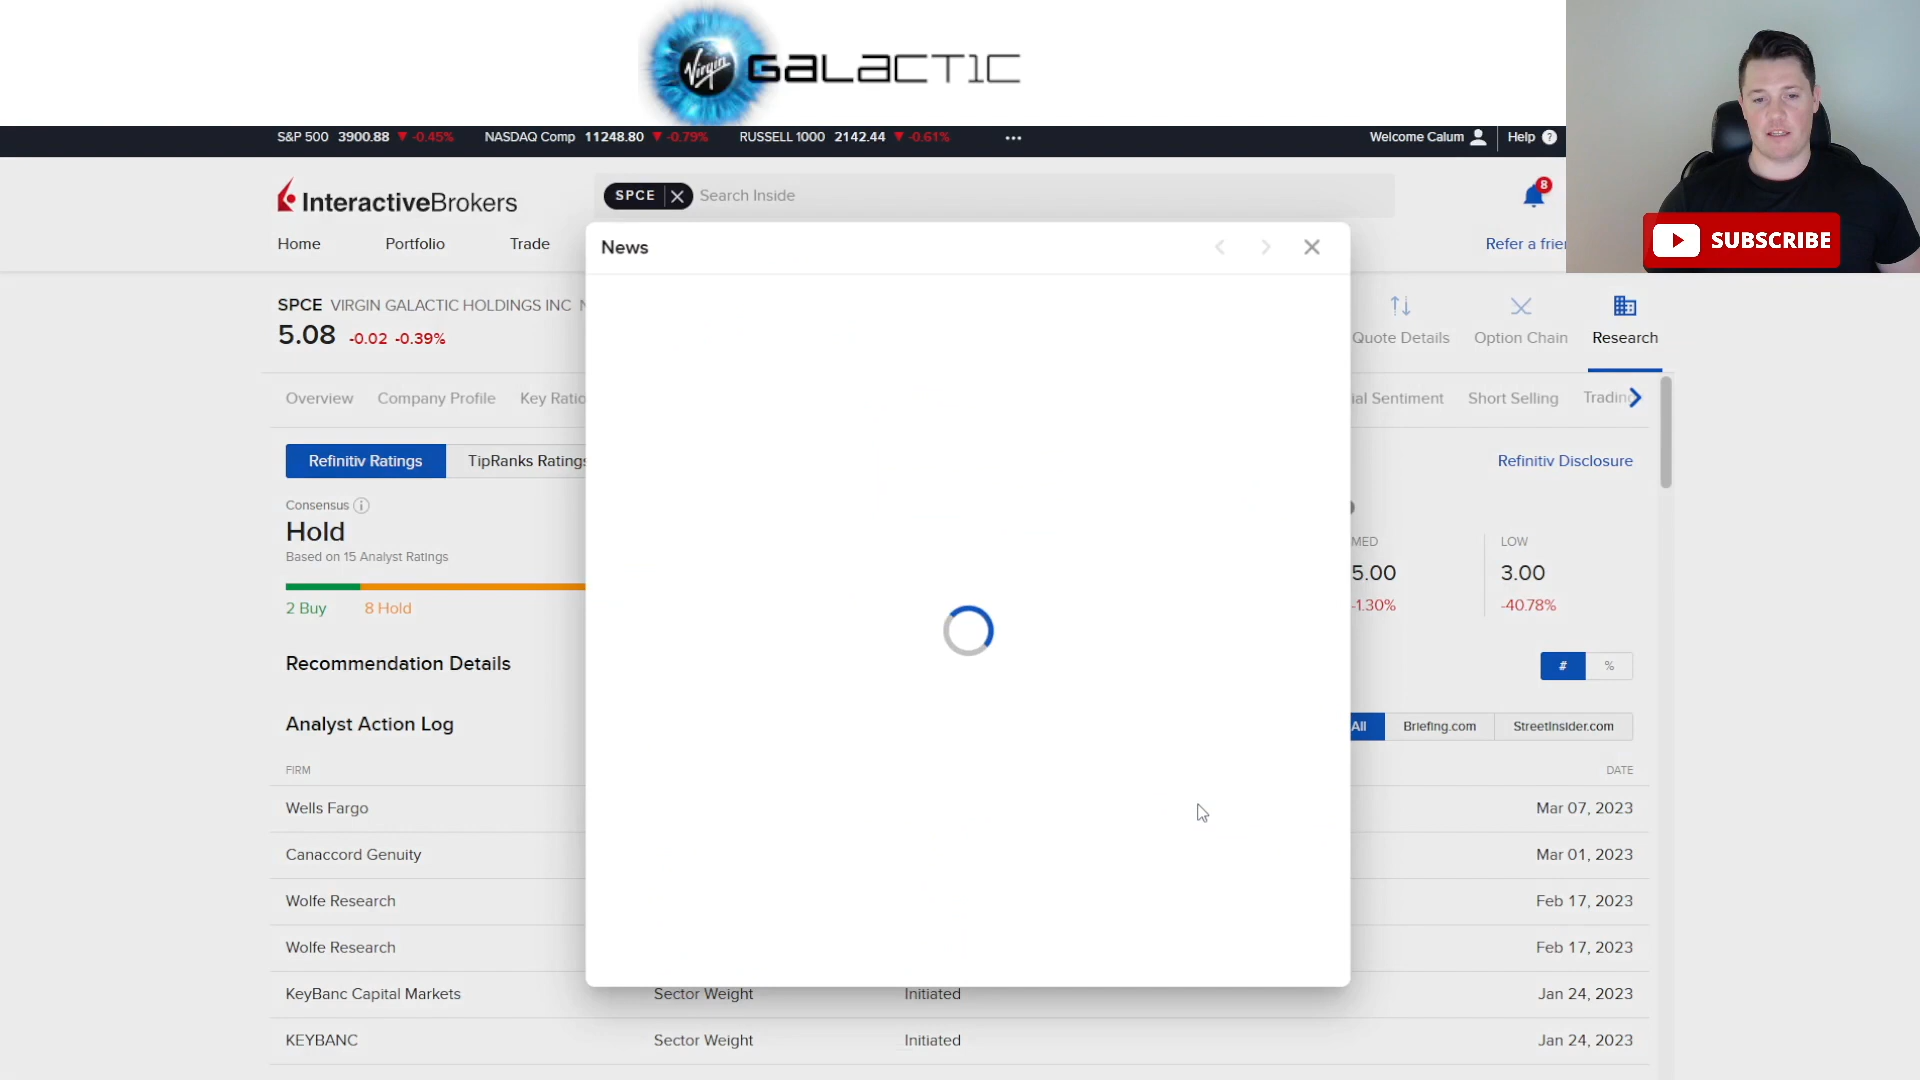 Virgin GALACTIC
S&P 500 3900.88 ▼ -0.45% NASDAQ Comp 11248.80 ▼ -0.79% RUSSELL 1000 2142.44 ▼ -0.61% ••• Welcome Calum Help ?
InteractiveBrokers SPCE Search Inside 8
SUBSCRIBE
Home Portfolio Trade News Refer a frie
SPCE VIRGIN GALACTIC HOLDINGS INC
5.08 -0.02 -0.39% Quote Details Option Chain Research
Overview Company Profile Key Ratio ial Sentiment Short Selling Trading
Refinitiv Ratings TipRanks Ratings Refinitiv Disclosure
Consensus
Hold
Based on 15 Analyst Ratings
MED LOW
5.00 3.00
2 Buy 8 Hold -1.30% -40.78%
Recommendation Details # %
Analyst Action Log All Briefing.com StreetInsider.com
FIRM DATE
Wells Fargo Mar 07, 2023
Canaccord Genuity Mar 01, 2023
Wolfe Research Feb 17, 2023
Wolfe Research Feb 17, 2023
KeyBanc Capital Markets Sector Weight Initiated Jan 24, 2023
KEYBANC Sector Weight Initiated Jan 24, 2023